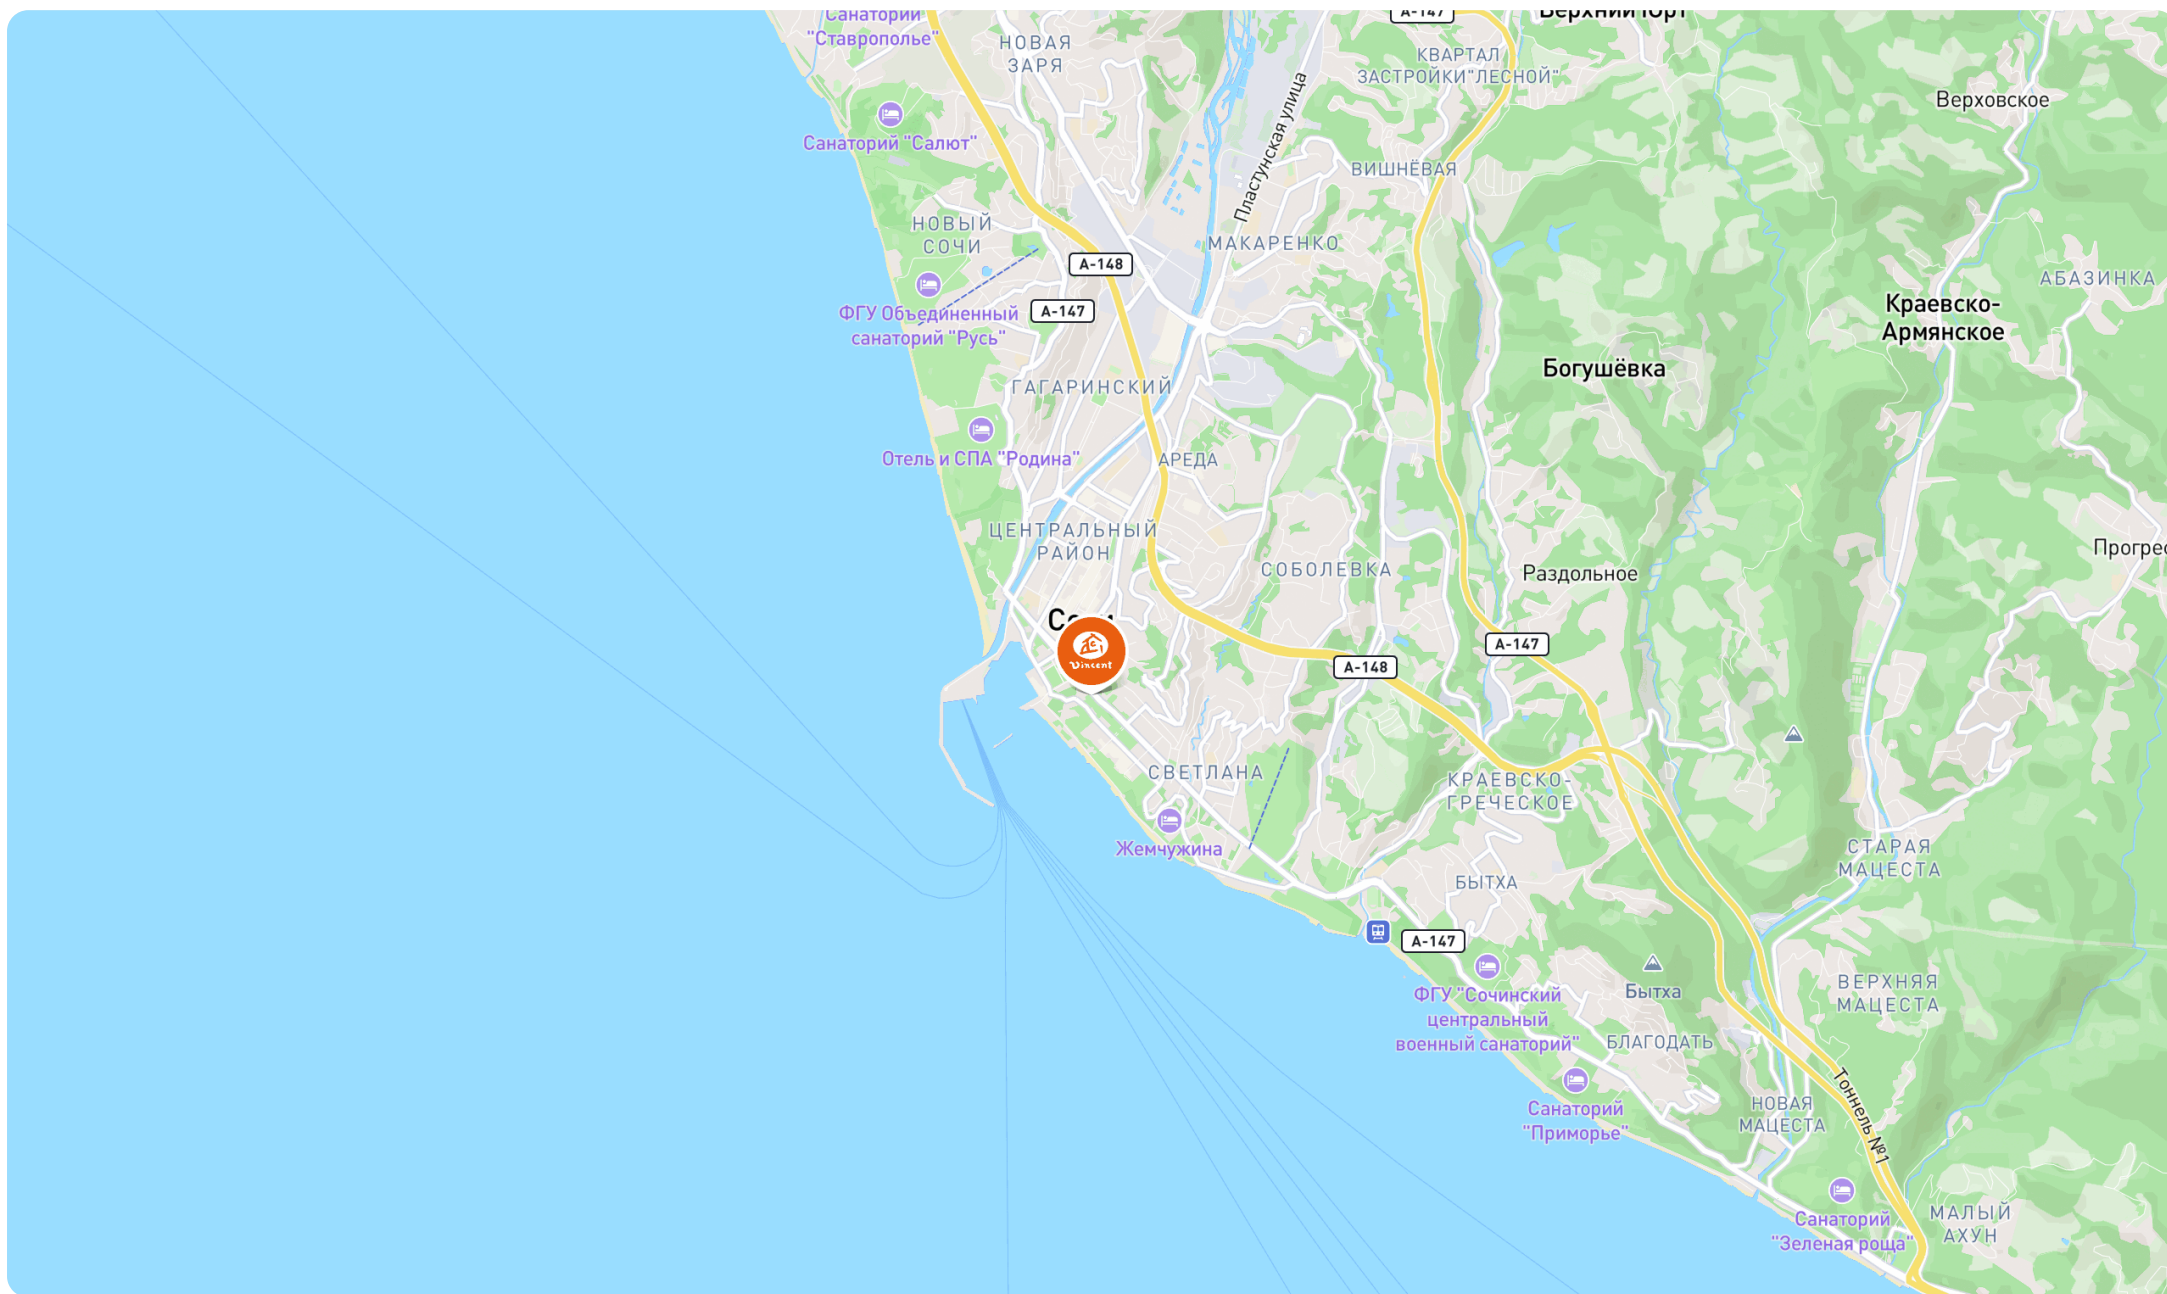 Санаторий
"Ставрополье"
НОВАЯ
ЗАРЯ
А-147
КВАРТАЛ
ЗАСТРОЙКИ"ЛЕСНОЙ"
Верхний Юрт
Верховское
Санаторий "Салют"
Пластунская улица
ВИШНЁВАЯ
НОВЫЙ
СОЧИ
МАКАРЕНКО
А-148
АБАЗИНКА
ФГУ Объединенный
санаторий "Русь"
А-147
Краевско-
Армянское
Богушёвка
ГАГАРИНСКИЙ
Отель и СПА "Родина"
АРЕДА
ЦЕНТРАЛЬНЫЙ
РАЙОН
СОБОЛЕВКА
Раздольное
Vincent
А-148
А-147
СВЕТЛАНА
Жемчужина
КРАЕВСКО-
ГРЕЧЕСКОЕ
СТАРАЯ
МАЦЕСТА
БЫТХА
А-147
ФГУ "Сочинский
центральный
военный санаторий"
Бытха
ВЕРХНЯЯ
МАЦЕСТА
БЛАГОДАТЬ
Санаторий
"Приморье"
НОВАЯ
МАЦЕСТА
Тоннель №1
Санаторий
"Зеленая роща"
МАЛЫЙ
АХУН